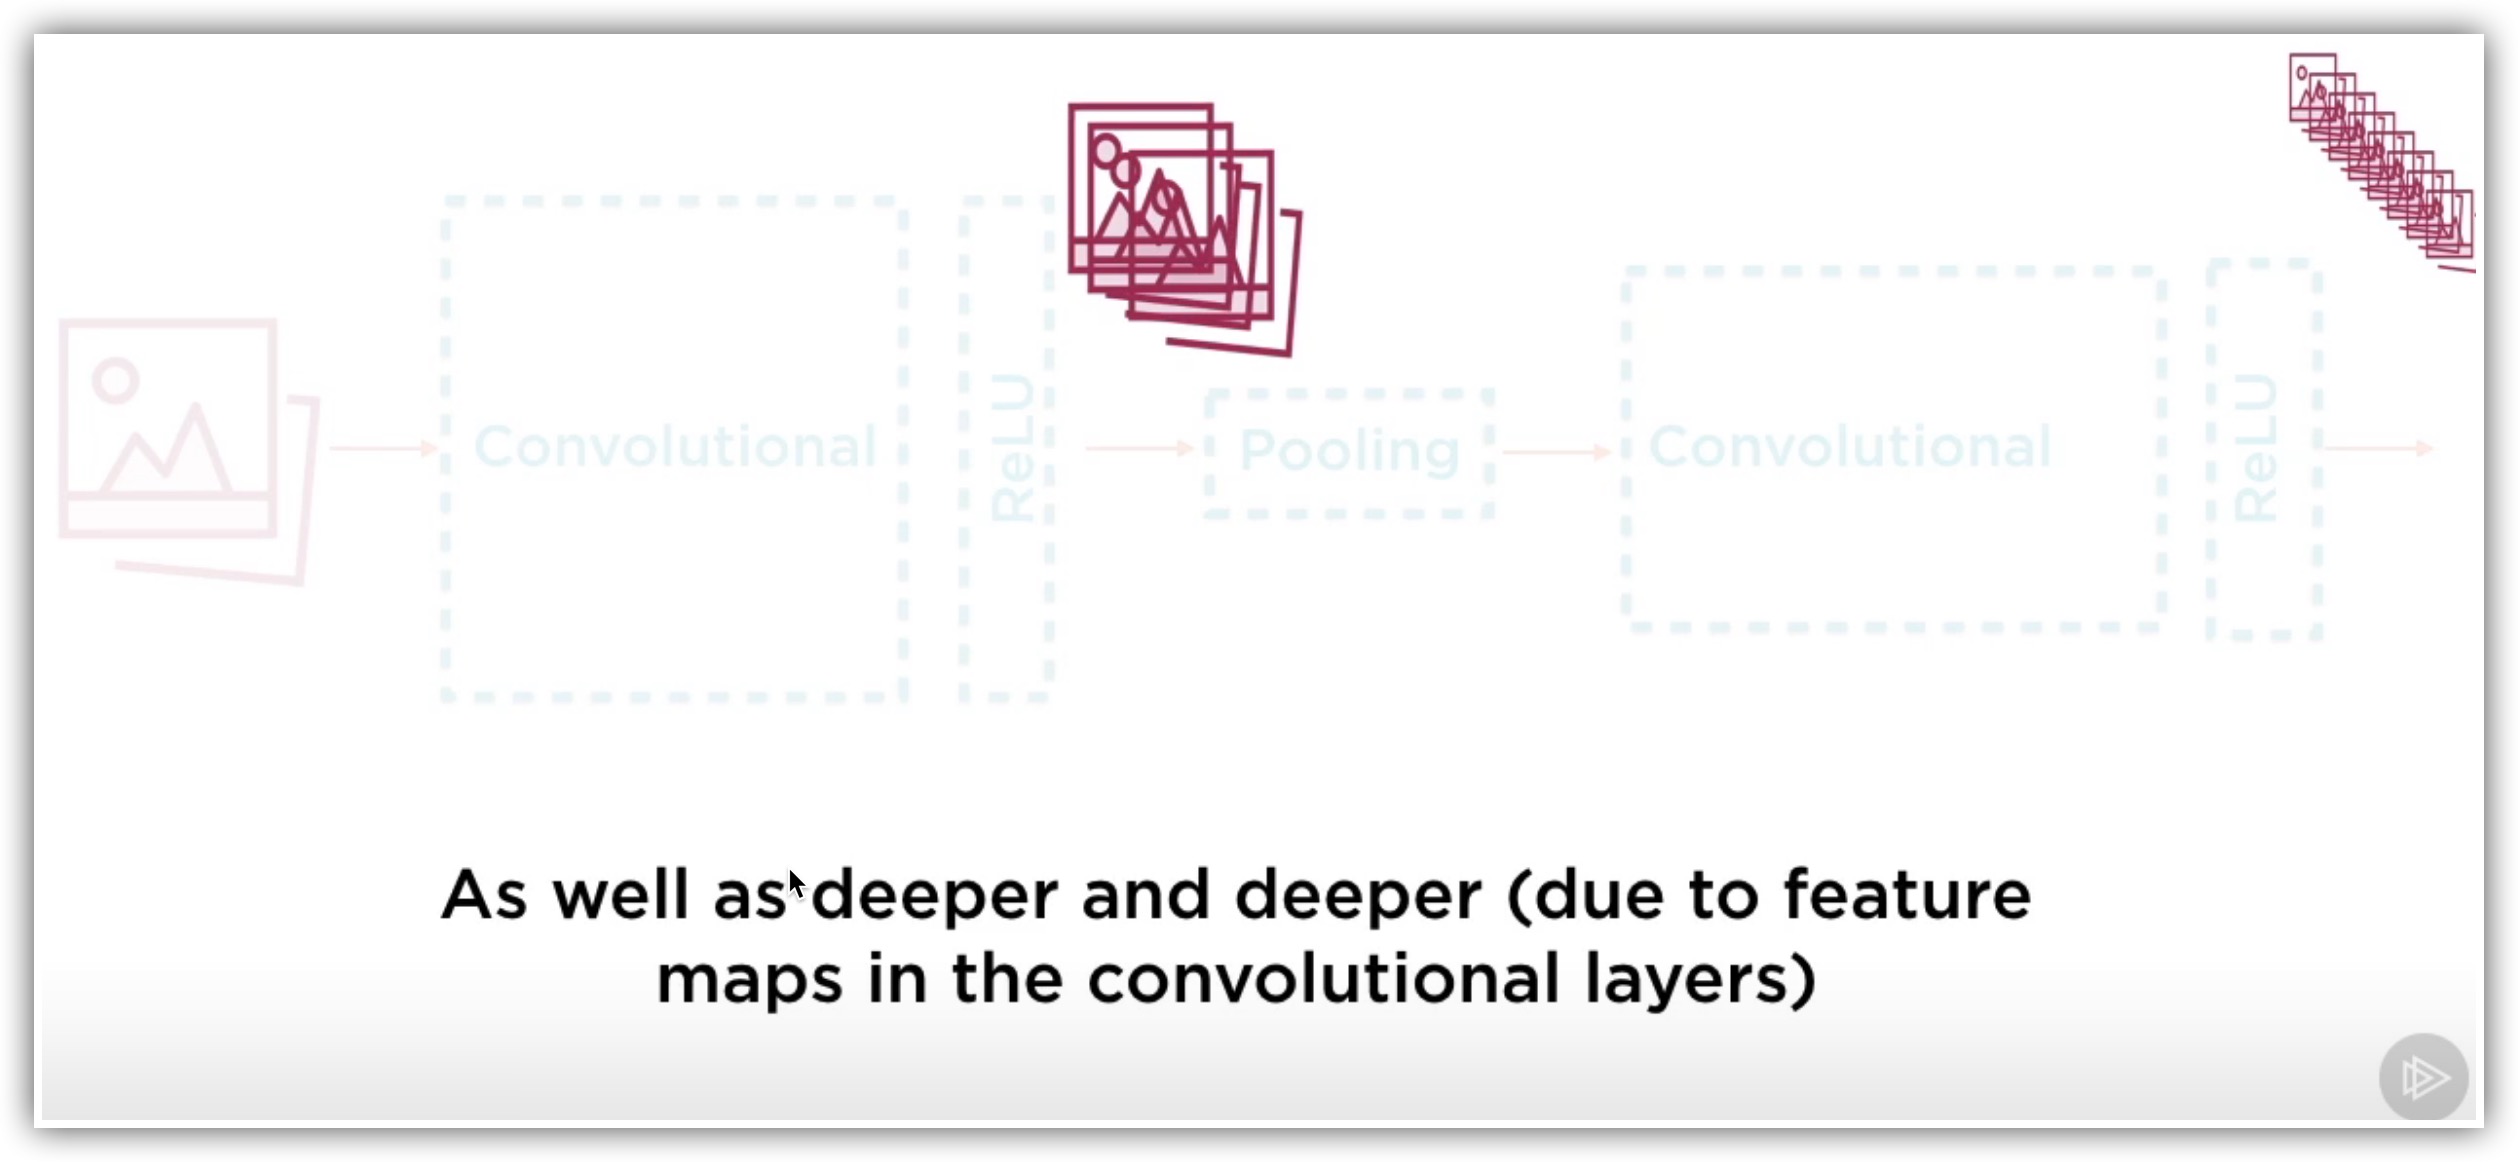 Convolutional
ReLU
Pooling
Convolutional
ReLU
As well as deeper and deeper (due to feature
maps in the convolutional layers)